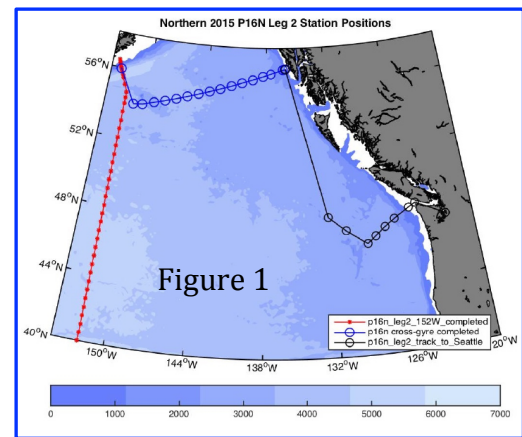 Northern 2015 P16N Leg 2 Station Positions
56°N
52°N
48°N
44°N
40°N
150°W
144°W
138°W
132°W
126°W
20°W
Figure 1
p16n_leg2_152W_completed
p16n cross-gyre completed
p16n_leg2_track_to_Seattle
0 1000 2000 3000 4000 5000 6000 7000